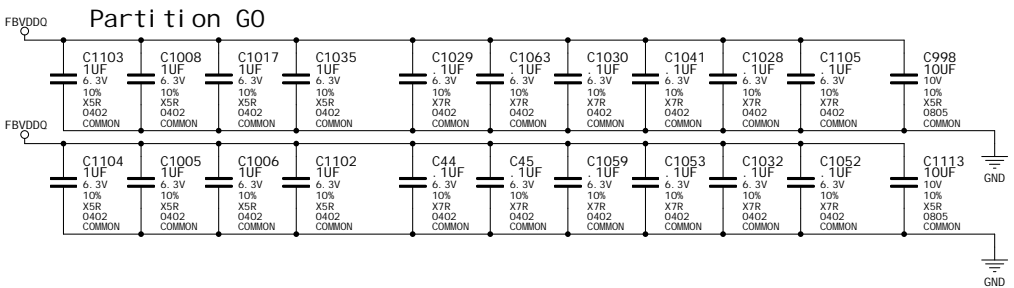 Partition G0
FBVDDQ
C1103
1UF
6.3V
10%
X5R
0402
COMMON
C1008
1UF
6.3V
10%
X5R
0402
COMMON
C1017
1UF
6.3V
10%
X5R
0402
COMMON
C1035
1UF
6.3V
10%
X5R
0402
COMMON
C1029
.1UF
6.3V
10%
X7R
0402
COMMON
C1063
.1UF
6.3V
10%
X7R
0402
COMMON
C1030
.1UF
6.3V
10%
X7R
0402
COMMON
C1041
.1UF
6.3V
10%
X7R
0402
COMMON
C1028
.1UF
6.3V
10%
X7R
0402
COMMON
C1105
.1UF
6.3V
10%
X7R
0402
COMMON
C998
10UF
10V
10%
X5R
0805
COMMON
GND
FBVDDQ
C1104
1UF
6.3V
10%
X5R
0402
COMMON
C1005
1UF
6.3V
10%
X5R
0402
COMMON
C1006
1UF
6.3V
10%
X5R
0402
COMMON
C1102
1UF
6.3V
10%
X5R
0402
COMMON
C44
.1UF
6.3V
10%
X7R
0402
COMMON
C45
.1UF
6.3V
10%
X7R
0402
COMMON
C1059
.1UF
6.3V
10%
X7R
0402
COMMON
C1053
.1UF
6.3V
10%
X7R
0402
COMMON
C1032
.1UF
6.3V
10%
X7R
0402
COMMON
C1052
.1UF
6.3V
10%
X7R
0402
COMMON
C1113
10UF
10V
10%
X5R
0805
COMMON
GND